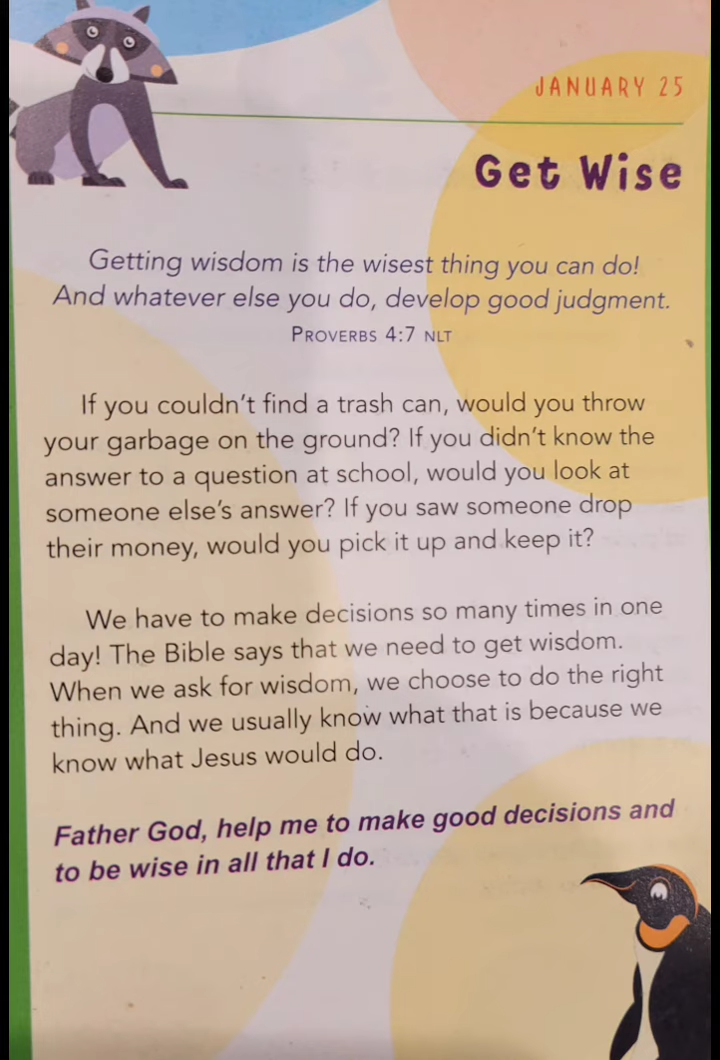 JANUARY 25
Get Wise
Getting wisdom is the wisest thing you can do!
And whatever else you do, develop good judgment.
PROVERBS 4:7 NLT
If you couldn't find a trash can, would you throw
your garbage on the ground? If you didn't know the
answer to a question at school, would you look at
someone else's answer? If you saw someone drop
their money, would you pick it up and keep it?
We have to make decisions so many times in one
day! The Bible says that we need to get wisdom.
When we ask for wisdom, we choose to do the right
thing. And we usually know what that is because we
know what Jesus would do.
Father God, help me to make good decisions and
to be wise in all that I do.